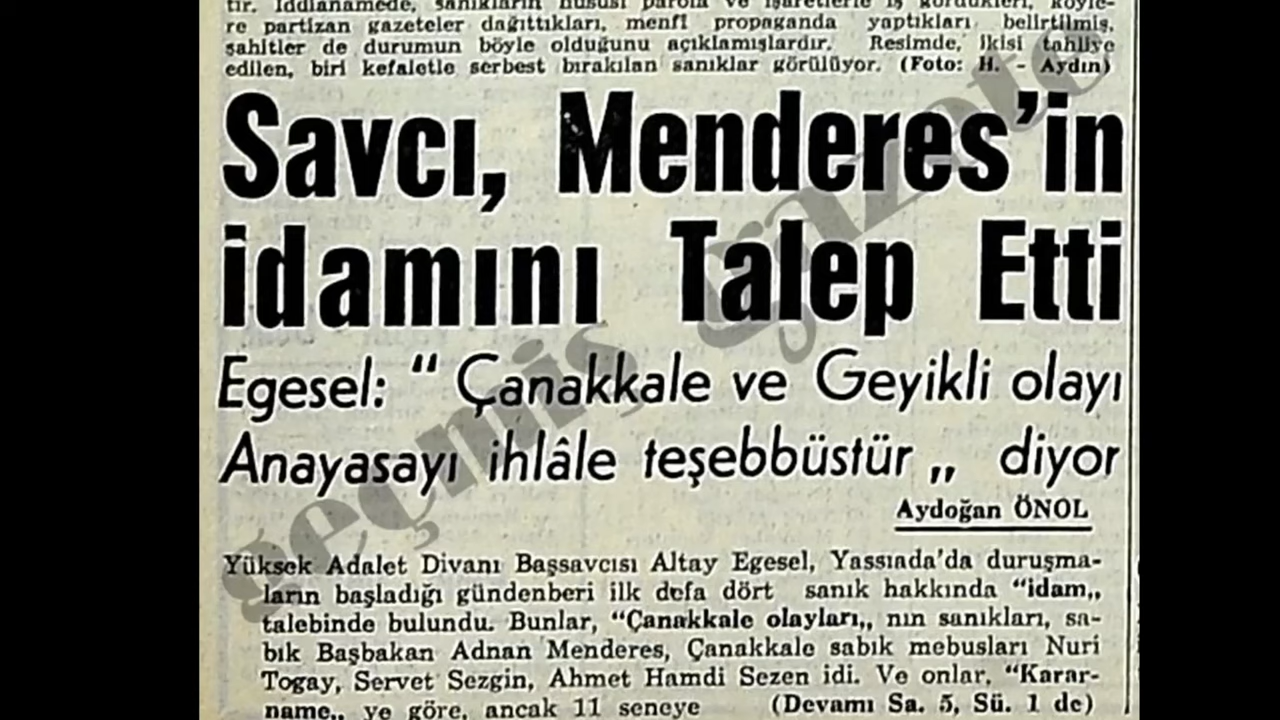 tir. İddianamede, sanıkların hususi parola ve işaretlerle iş gördükleri, köyle-
re partizan gazeteler dağıttıkları, menfi propaganda yaptıkları belirtilmiş,
şahitler de durumun böyle olduğunu açıklamışlardır. Resimde, ikisi tahliye
edilen, biri kefaletle serbest bırakılan sanıklar görülüyor. (Foto: H. - Aydın)
Savcı, Menderes'in
idamını Talep Etti
Egesel: “ Çanakkale ve Geyikli olayı
Anayasayı ihlâle teşebbüstür „ diyor
Aydoğan ÖNOL
Yüksek Adalet Divanı Başsavcısı Altay Egesel, Yassıada'da duruşma-
ların başladığı gündenberi ilk defa dört sanık hakkında “idam„
talebinde bulundu. Bunlar, “Çanakkale olayları„ nın sanıkları, sa-
bık Başbakan Adnan Menderes, Çanakkale sabık mebusları Nuri
Togay, Servet Sezgin, Ahmet Hamdi Sezen idi. Ve onlar, “Karar-
name„ ye göre, ancak 11 seneye (Devamı Sa. 5, Sü. 1 de)
geçmiş gazete